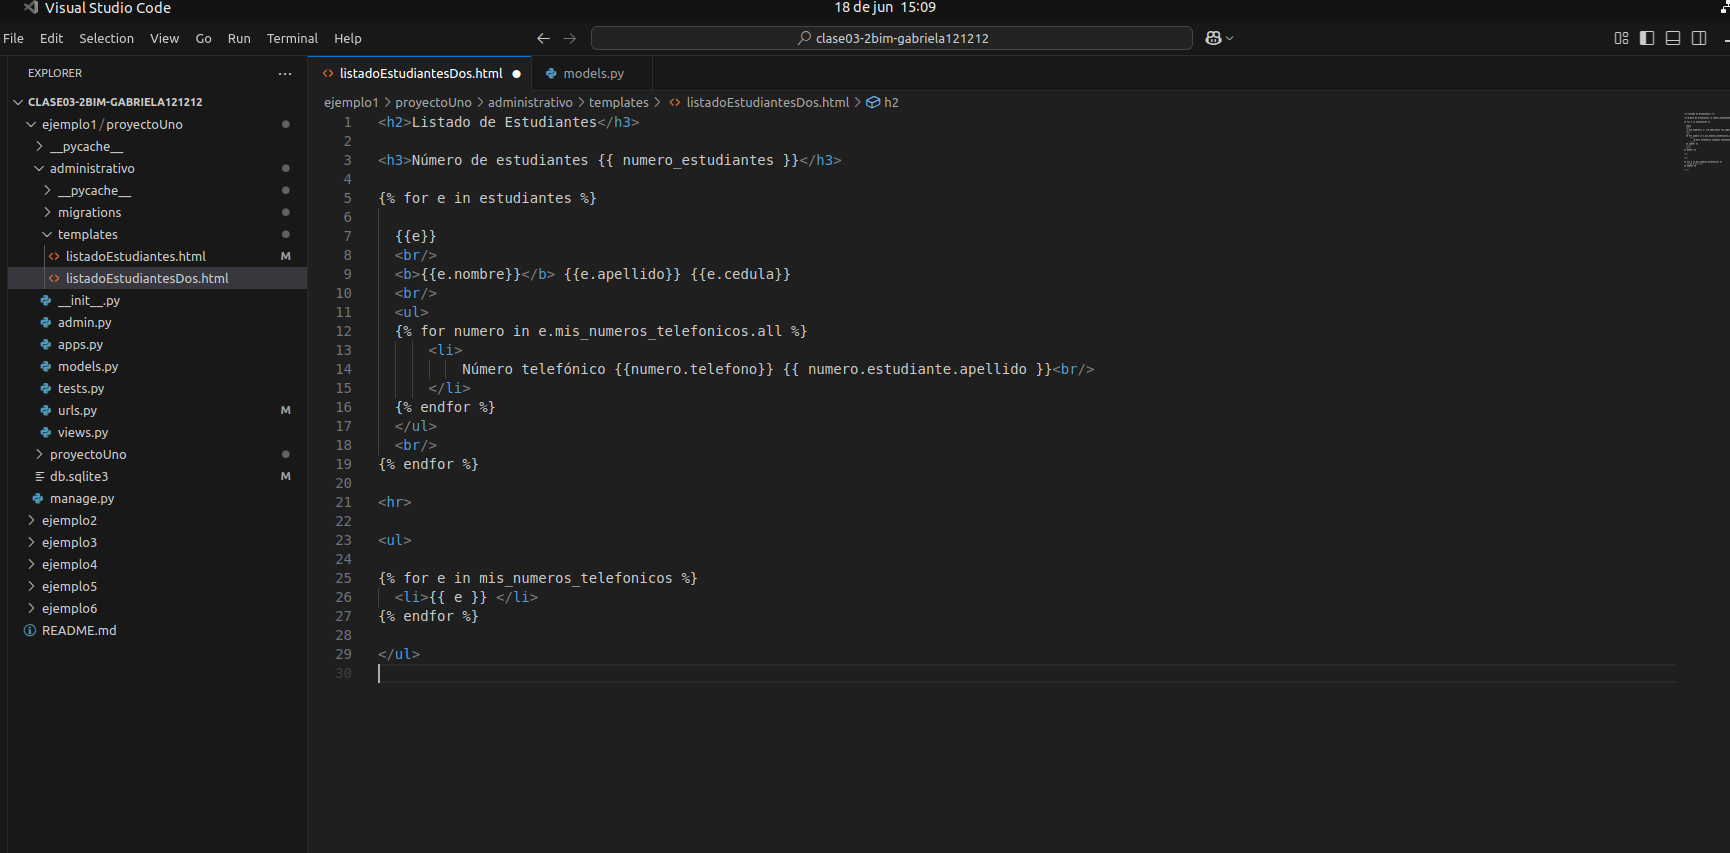 Visual Studio Code
18 de jun 15:09
File Edit Selection View Go Run Terminal Help
clase03-2bim-gabriela121212
EXPLORER
CLASE03-2BIM-GABRIELA121212
ejemplo1/proyectoUno
__pycache__
administrativo
__pycache__
migrations
templates
listadoEstudiantes.html M
listadoEstudiantesDos.html
__init__.py
admin.py
apps.py
models.py
tests.py
urls.py M
views.py
proyectoUno
db.sqlite3 M
manage.py
ejemplo2
ejemplo3
ejemplo4
ejemplo5
ejemplo6
README.md
listadoEstudiantesDos.html models.py
ejemplo1 > proyectoUno > administrativo > templates > listadoEstudiantesDos.html > h2
1 <h2>Listado de Estudiantes</h3>
2
3 <h3>Número de estudiantes {{ numero_estudiantes }}</h3>
4
5 {% for e in estudiantes %}
6
7 {{e}}
8 <br/>
9 <b>{{e.nombre}}</b> {{e.apellido}} {{e.cedula}}
10 <br/>
11 <ul>
12 {% for numero in e.mis_numeros_telefonicos.all %}
13 <li>
14 Número telefónico {{numero.telefono}} {{ numero.estudiante.apellido }}<br/>
15 </li>
16 {% endfor %}
17 </ul>
18 <br/>
19 {% endfor %}
20
21 <hr>
22
23 <ul>
24
25 {% for e in mis_numeros_telefonicos %}
26 <li>{{ e }} </li>
27 {% endfor %}
28
29 </ul>
30